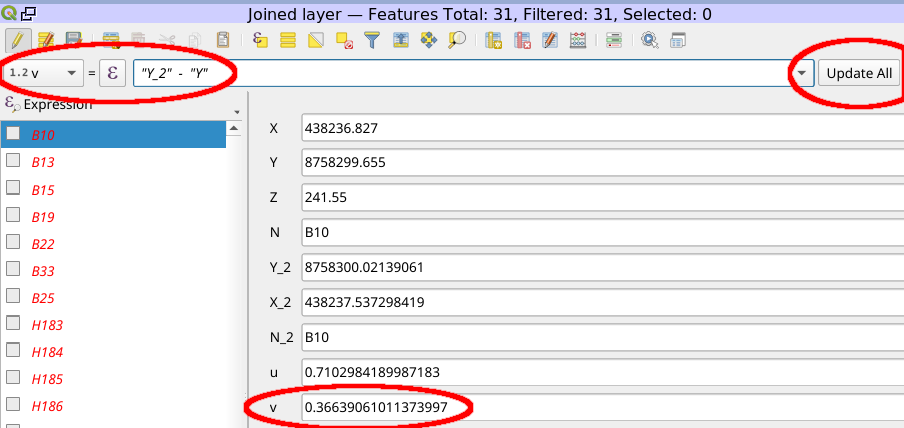 Joined layer — Features Total: 31, Filtered: 31, Selected: 0
1.2 v = ε "Y_2" - "Y" Update All
ε Expression
B10
B13
B15
B19
B22
B33
B25
H183
H184
H185
H186
X 438236.827
Y 8758299.655
Z 241.55
N B10
Y_2 8758300.02139061
X_2 438237.537298419
N_2 B10
u 0.7102984189987183
v 0.36639061011373997